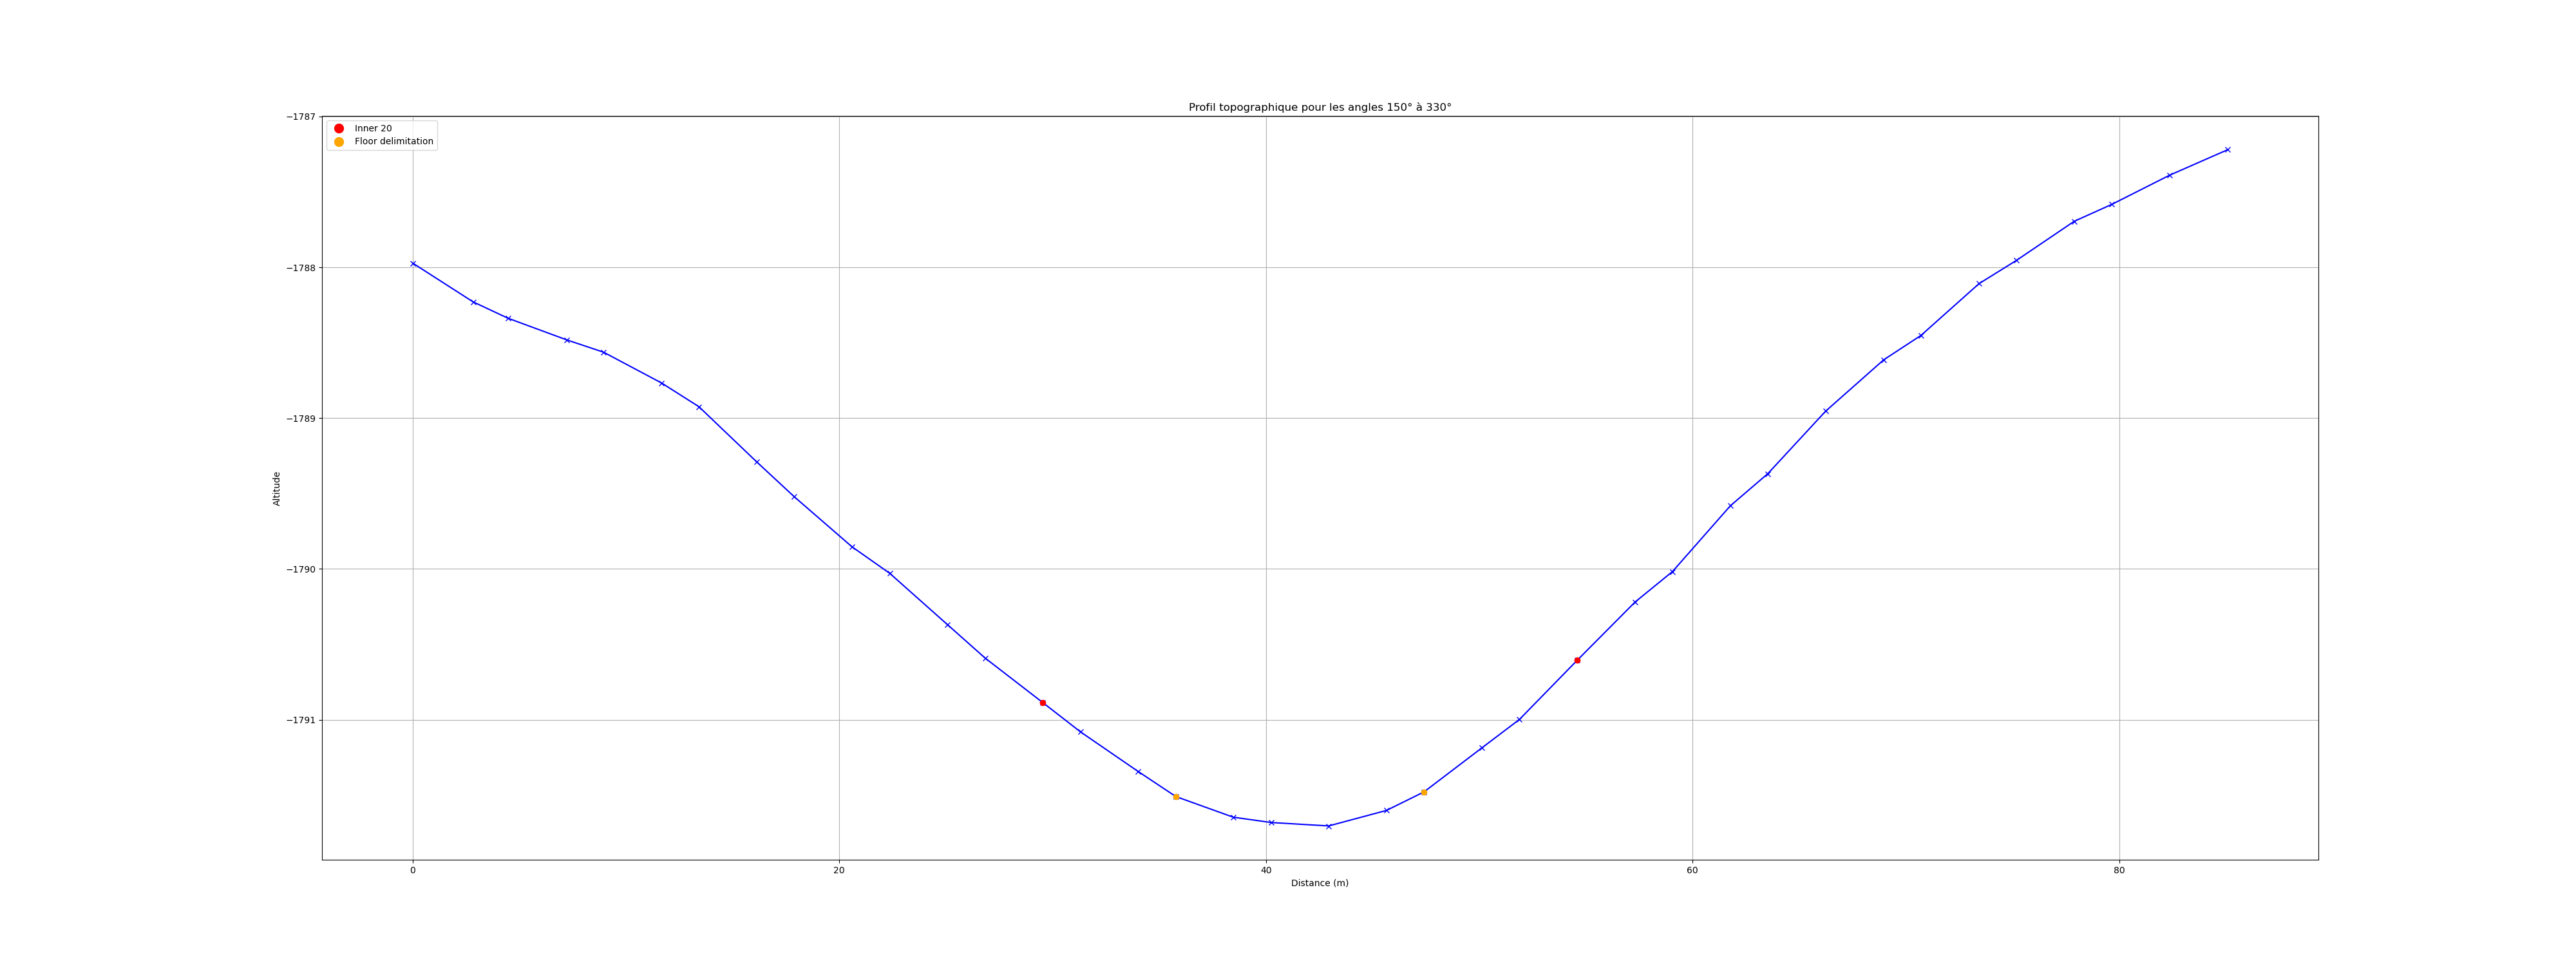 Profil topographique pour les angles 150° à 330°
Inner 20
Floor delimitation
−1787
−1788
−1789
−1790
−1791
Altitude
0 20 40 60 80
Distance (m)